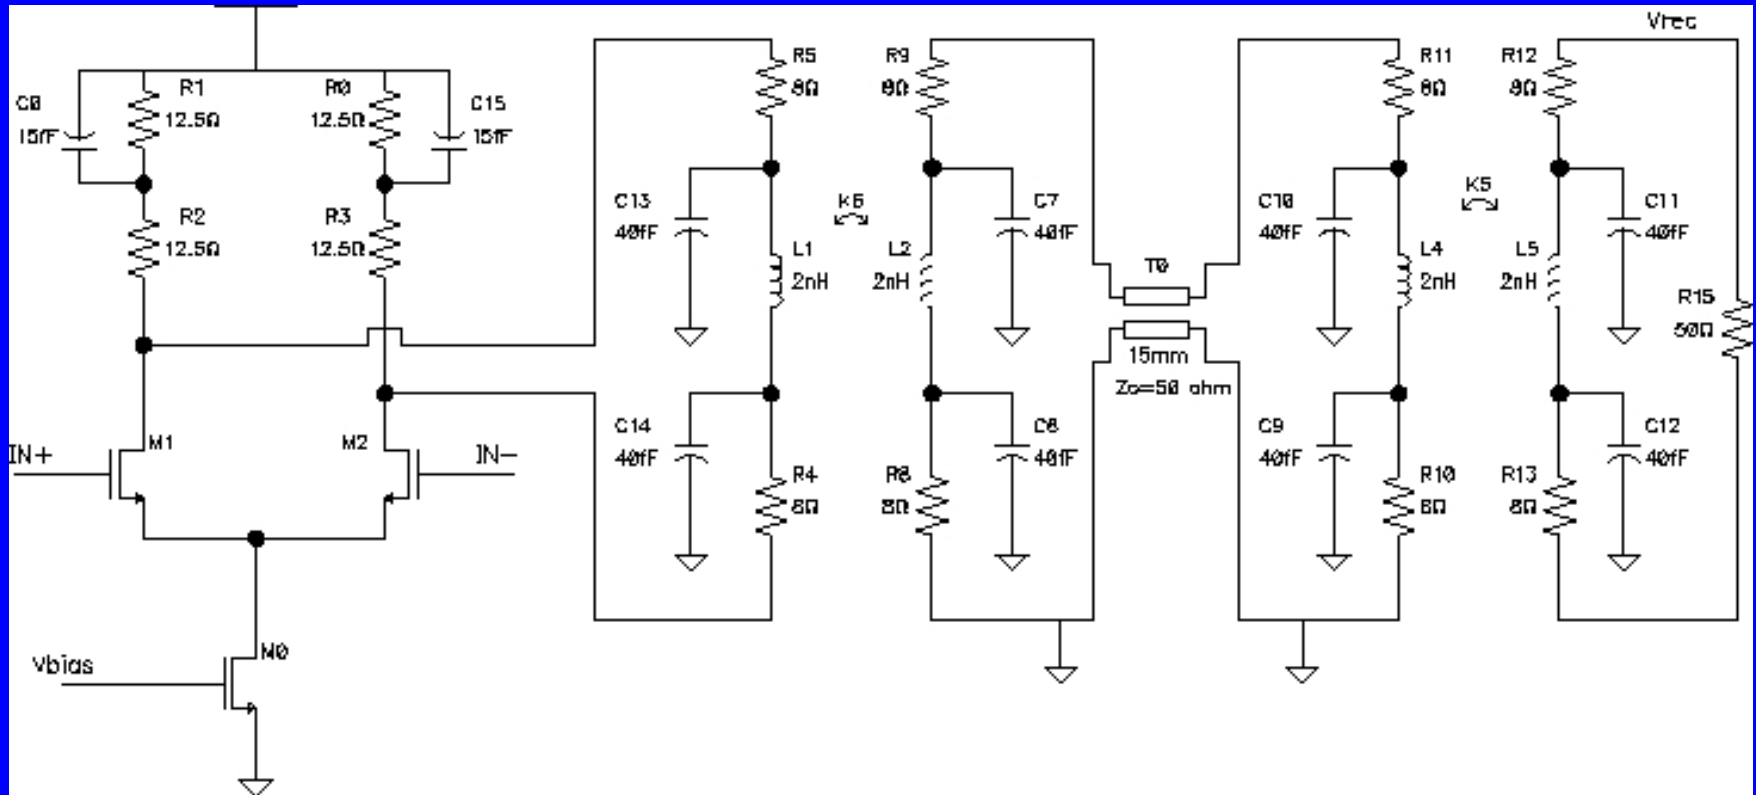 Vrec
C0
15fF
R1
12.5Ω
R0
12.5Ω
C15
15fF
R2
12.5Ω
R3
12.5Ω
R5
8Ω
R9
8Ω
R11
8Ω
R12
8Ω
C13
40fF
K6
C7
40fF
C10
40fF
K5
C11
40fF
L1
2nH
L2
2nH
T0
L4
2nH
L5
2nH
R15
50Ω
15mm
Zo=50 ohm
C14
40fF
C8
40fF
C9
40fF
C12
40fF
R4
8Ω
R8
8Ω
R10
8Ω
R13
8Ω
IN+
M1
M2
IN-
Vbias
M0